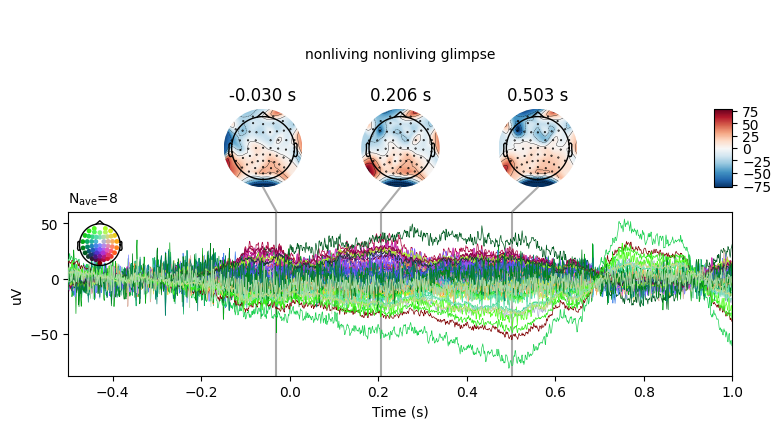 nonliving nonliving glimpse
-0.030 s 0.206 s 0.503 s
75
50
25
0
−25
−50
−75
Nave=8
50
0
−50
uV
−0.4 −0.2 0.0 0.2 0.4 0.6 0.8 1.0
Time (s)